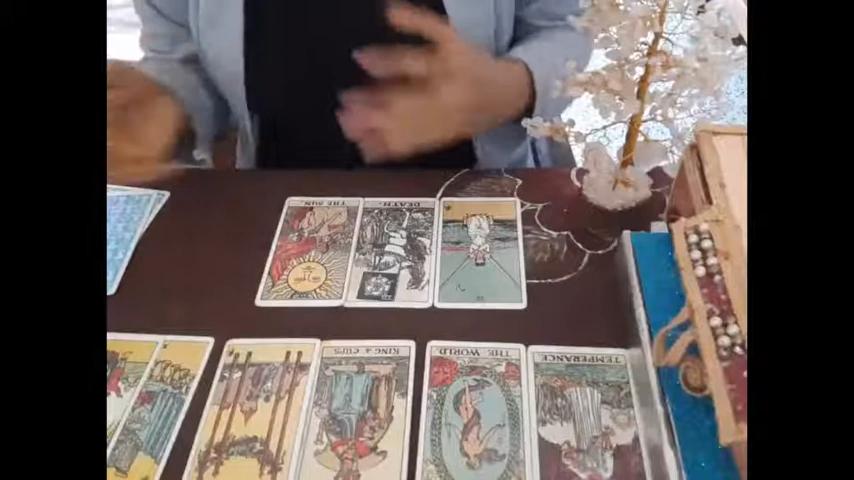 THE SUN.
DEATH.
KING of CUPS.
THE WORLD.
TEMPERANCE.